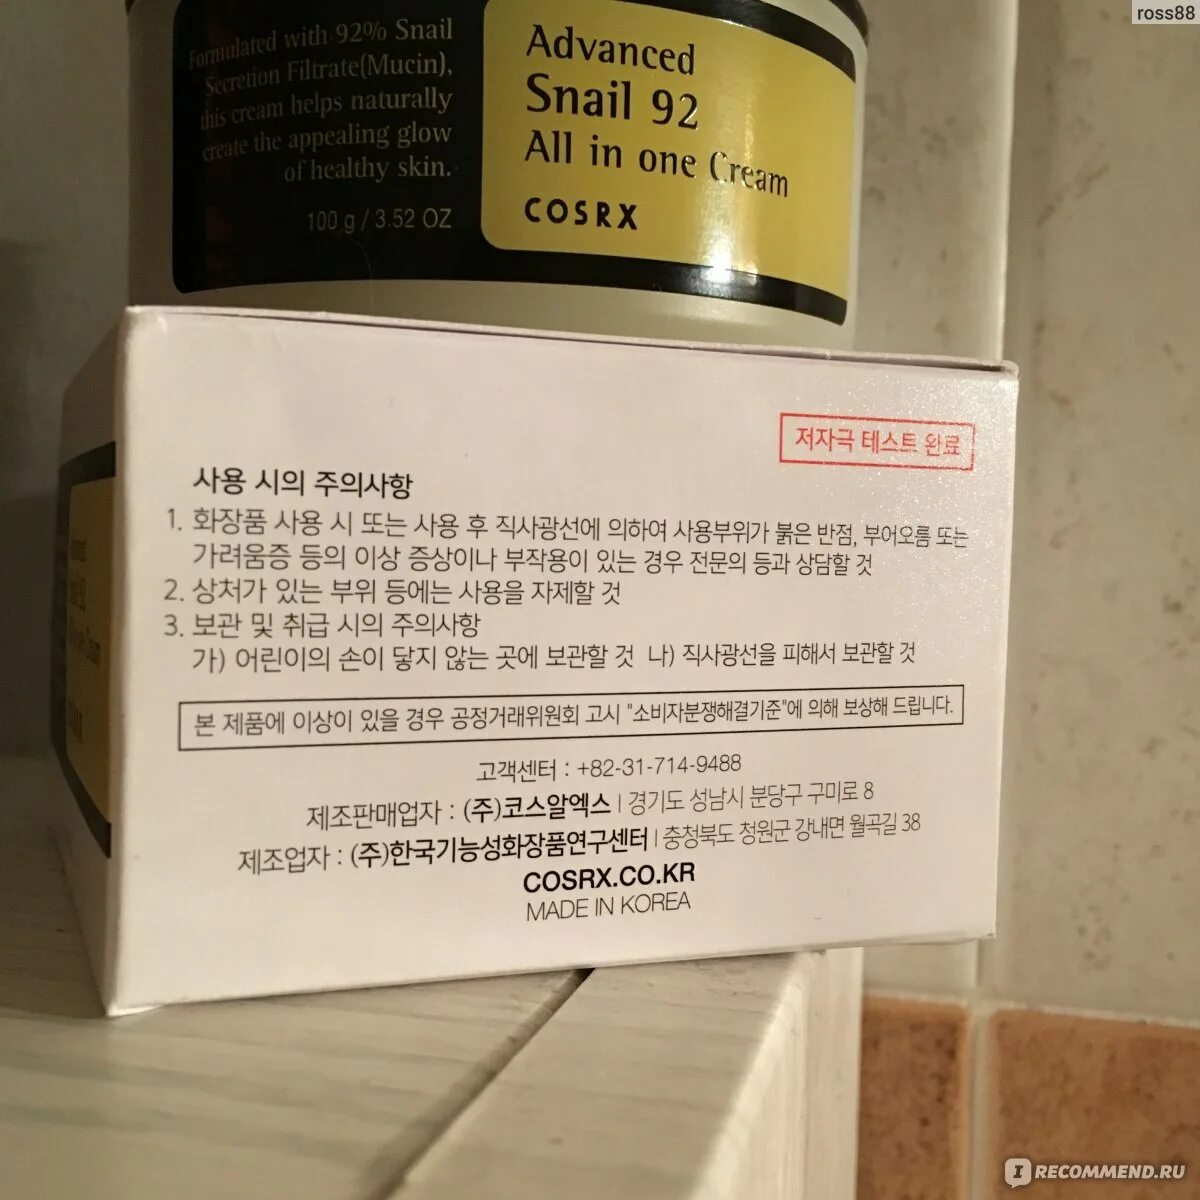 ross88
Formulated with 92% Snail
Secretion Filtrate(Mucin),
this cream helps naturally
create the appealing glow
of healthy skin.
100 g / 3.52 OZ
Advanced
Snail 92
All in one Cream
COSRX
저자극 테스트 완료
사용 시의 주의사항
1. 화장품 사용 시 또는 사용 후 직사광선에 의하여 사용부위가 붉은 반점, 부어오름 또는
가려움증 등의 이상 증상이나 부작용이 있는 경우 전문의 등과 상담할 것
2. 상처가 있는 부위 등에는 사용을 자제할 것
3. 보관 및 취급 시의 주의사항
가) 어린이의 손이 닿지 않는 곳에 보관할 것 나) 직사광선을 피해서 보관할 것
본 제품에 이상이 있을 경우 공정거래위원회 고시 "소비자분쟁해결기준"에 의해 보상해 드립니다.
고객센터 : +82-31-714-9488
제조판매업자 : (주)코스알엑스 | 경기도 성남시 분당구 구미로 8
제조업자 : (주)한국기능성화장품연구센터 | 충청북도 청원군 강내면 월곡길 38
COSRX.CO.KR
MADE IN KOREA
I RECOMMEND.RU